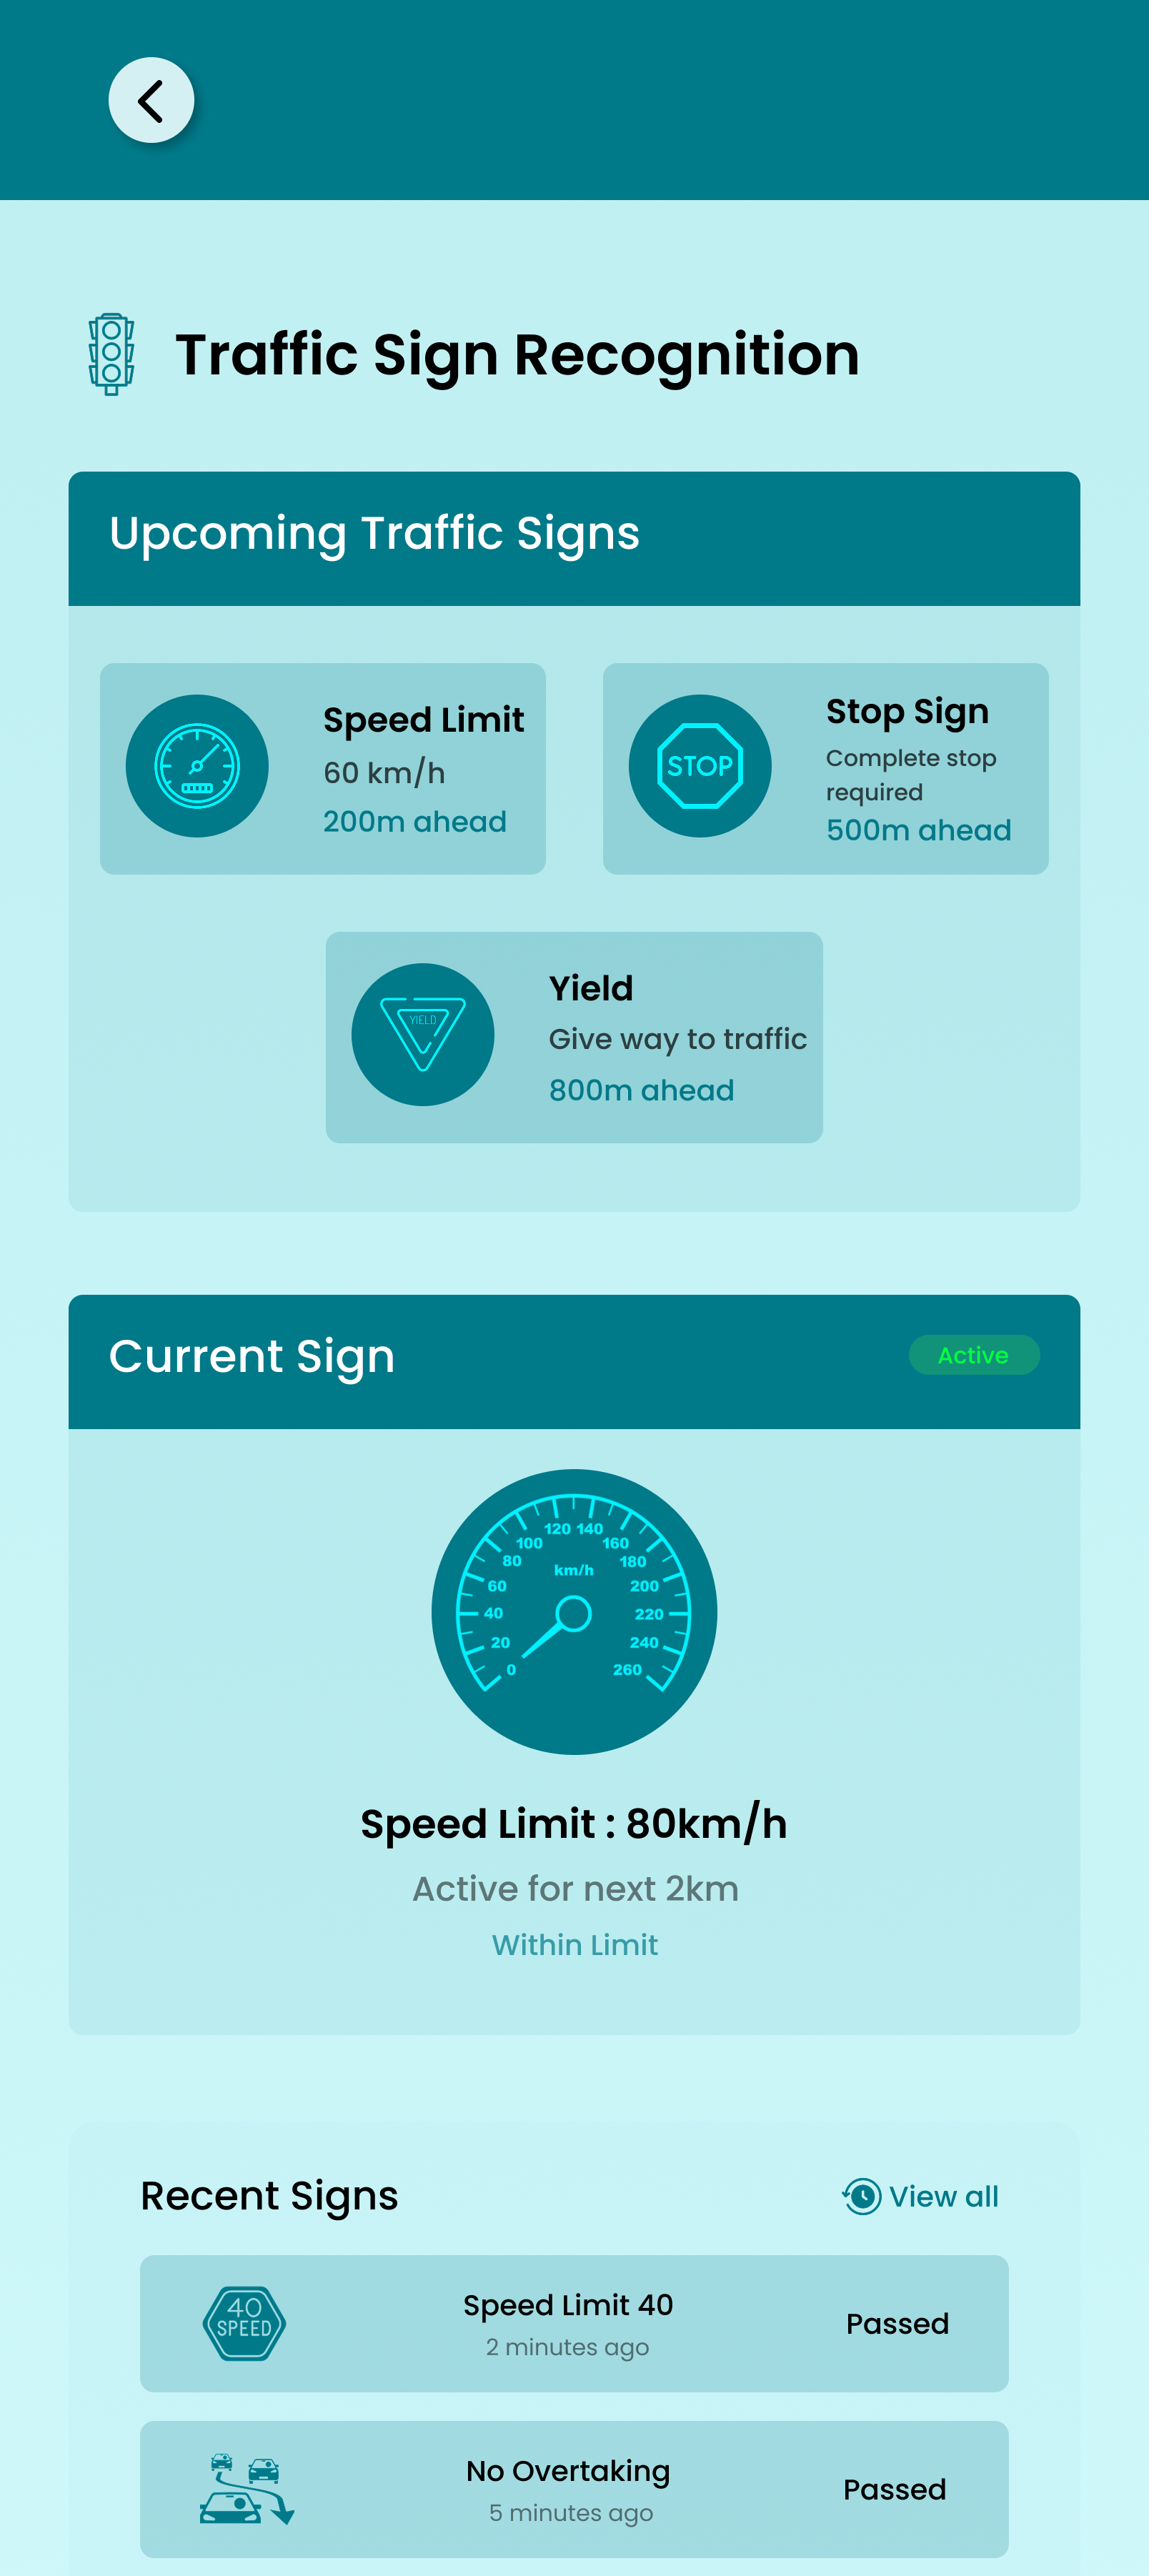 Traffic Sign Recognition
Upcoming Traffic Signs
Speed Limit
60 km/h
200m ahead
STOP
Stop Sign
Complete stop
required
500m ahead
YIELD
Yield
Give way to traffic
800m ahead
Current Sign
Active
0
20
40
60
80
100
120
140
160
180
200
220
240
260
km/h
Speed Limit : 80km/h
Active for next 2km
Within Limit
Recent Signs
View all
40
SPEED
Speed Limit 40
2 minutes ago
Passed
No Overtaking
5 minutes ago
Passed